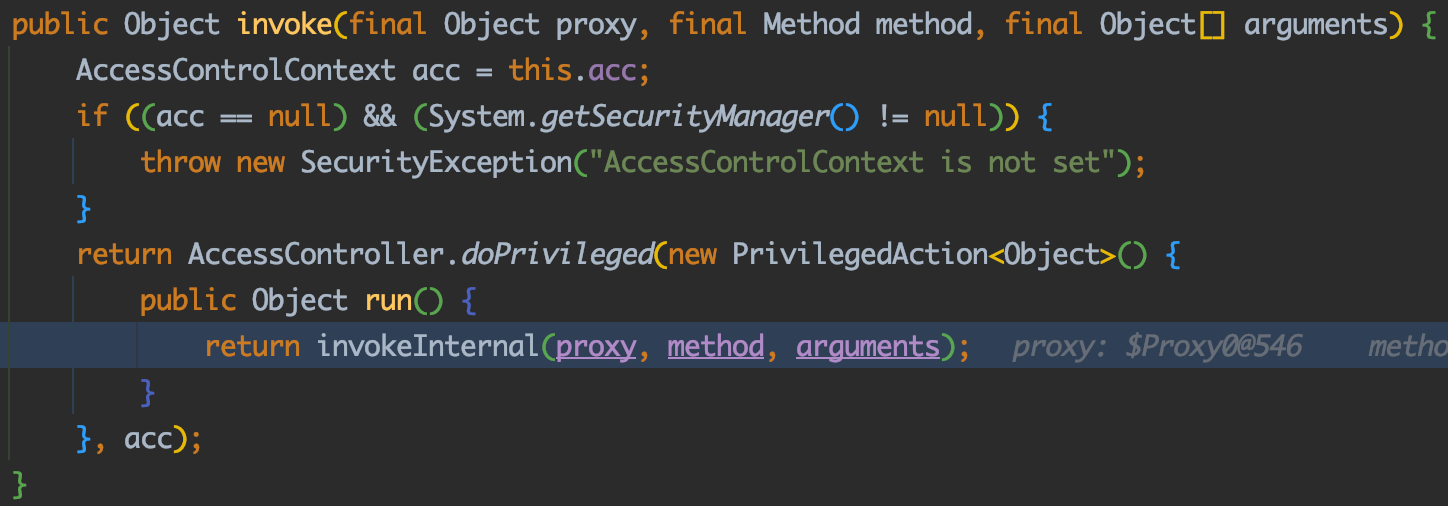 public Object invoke(final Object proxy, final Method method, final Object[] arguments) {
AccessControlContext acc = this.acc;
if ((acc == null) && (System.getSecurityManager() != null)) {
throw new SecurityException("AccessControlContext is not set");
}
return AccessController.doPrivileged(new PrivilegedAction<Object>() {
public Object run() {
return invokeInternal(proxy, method, arguments); proxy: $Proxy0@546 metho
}
}, acc);
}